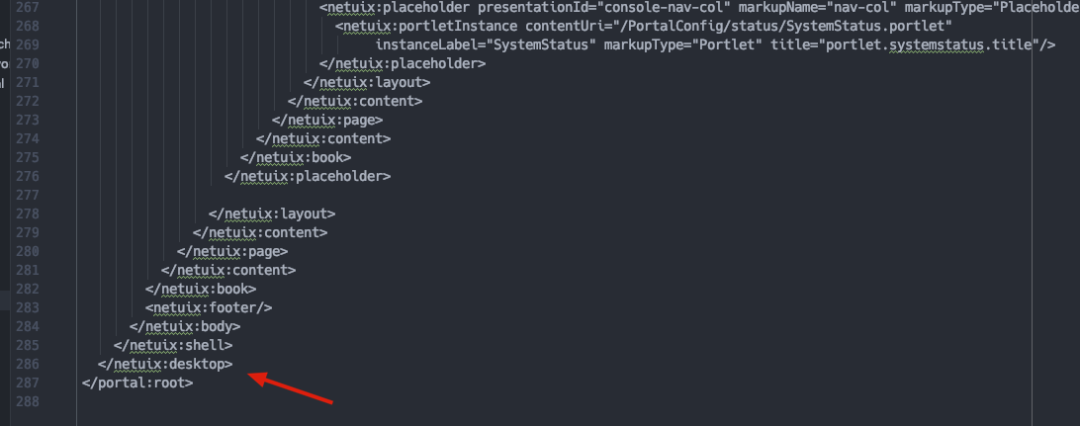 267 <netuix:placeholder presentationId="console-nav-col" markupName="nav-col" markupType="Placeholde
268 <netuix:portletInstance contentUri="/PortalConfig/status/SystemStatus.portlet"
ch
269 instanceLabel="SystemStatus" markupType="Portlet" title="portlet.systemstatus.title"/>
270 </netuix:placeholder>
271 </netuix:layout>
272 </netuix:content>
273 </netuix:page>
274 </netuix:content>
275 </netuix:book>
276 </netuix:placeholder>
277
278 </netuix:layout>
279 </netuix:content>
280 </netuix:page>
281 </netuix:content>
282 </netuix:book>
283 <netuix:footer/>
284 </netuix:body>
285 </netuix:shell>
286 </netuix:desktop>
287 </portal:root>
288